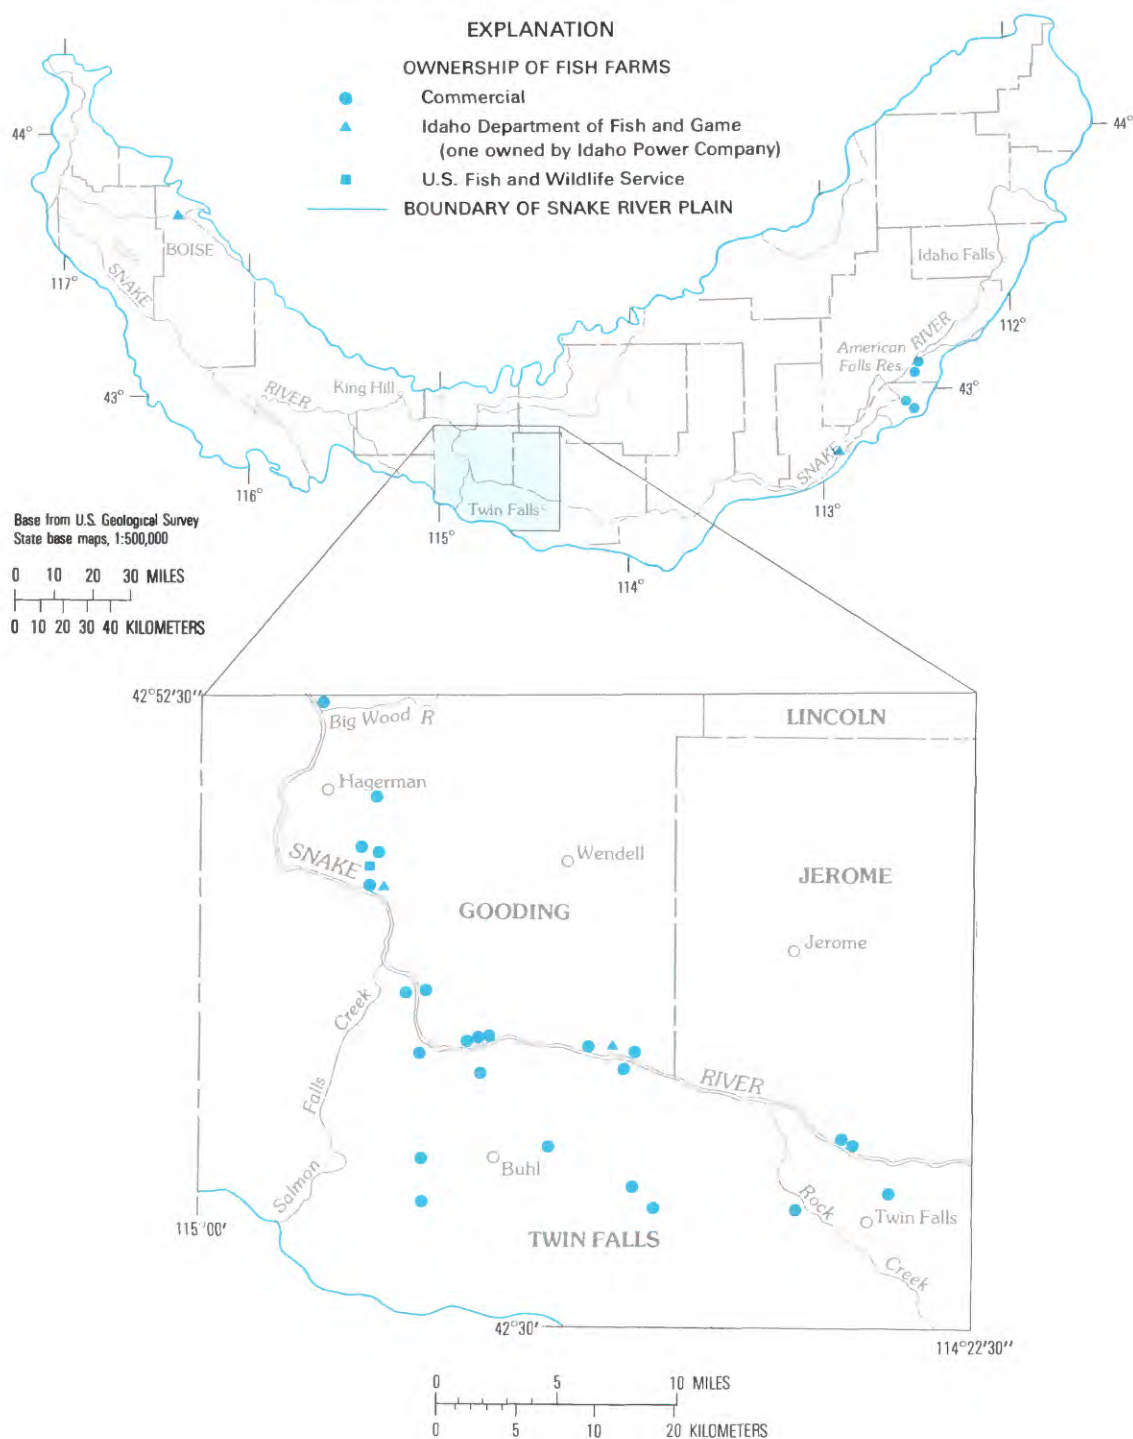 EXPLANATION
OWNERSHIP OF FISH FARMS
Commercial
Idaho Department of Fish and Game
(one owned by Idaho Power Company)
U.S. Fish and Wildlife Service
BOUNDARY OF SNAKE RIVER PLAIN
44°
44°
BOISE
117°
SNAKE
Idaho Falls
112°
RIVER
American
Falls Res.
43°
King Hill
RIVER
43°
SNAKE
116°
113°
Twin Falls
115°
114°
Base from U.S. Geological Survey
State base maps, 1:500,000
0 10 20 30 MILES
0 10 20 30 40 KILOMETERS
42°52'30"
Big Wood R
LINCOLN
Hagerman
SNAKE
Wendell
JEROME
GOODING
Jerome
Creek
Falls
Salmon
RIVER
Buhl
Rock
Creek
Twin Falls
115°00'
TWIN FALLS
42°30'
114°22'30"
0 5 10 MILES
0 5 10 20 KILOMETERS